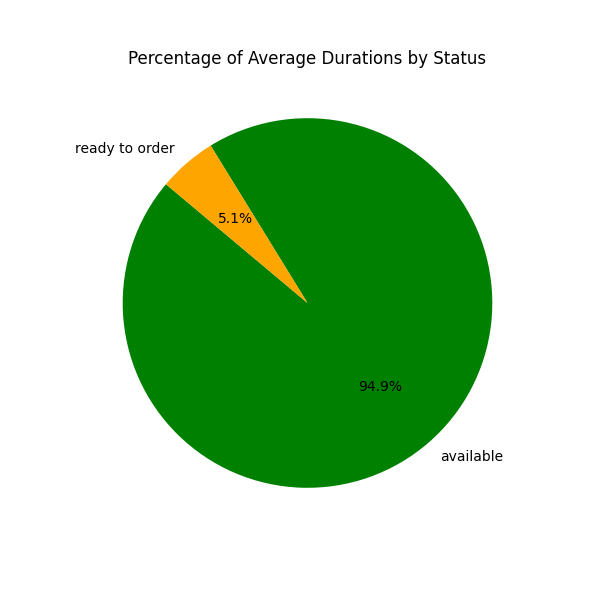 Percentage of Average Durations by Status
ready to order
5.1%
94.9%
available